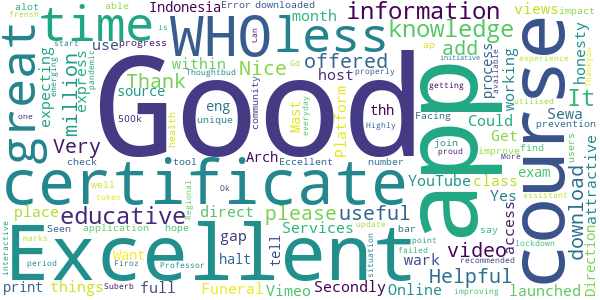 alot
frensh
able
time
Indonesia
Error downloaded
is
WHO
less
information
views
impact
month
use
offered
knowledge
add
process
honesty
great
expecting
million
express
progress
start
pandemic
emerging
Thank
source
within
Nice
host
Can
Gd
Good
app
course
ap
getting
Platform
Could
working
It
Thoughtbud
eng
500k
unique
community
thh
Mast
everyday
Facing
Highly
Get
Sewa
available
experience
thankyou
initiative
properly
utilised
prevention
one
Very
health
Arch
Eccellent
number
join
proud
More
improve
exam
find
users
Direction
attractive
check
tool
certificate
well
token
Regional
Ok
YouTube
class
Yes
access
download
assistant
place
educative
direct
please
useful
video
application
hope
Seen
Want
gap
halt
tell
Services
bar
wark
situation
update
point
failed
say
lockdown
recommended
Helpful
launched
interactive
marks
period
print
things
Suberb
Firoz
Professor
full
Excellent
Funeral
Vimeo
Secondly
Online
improving